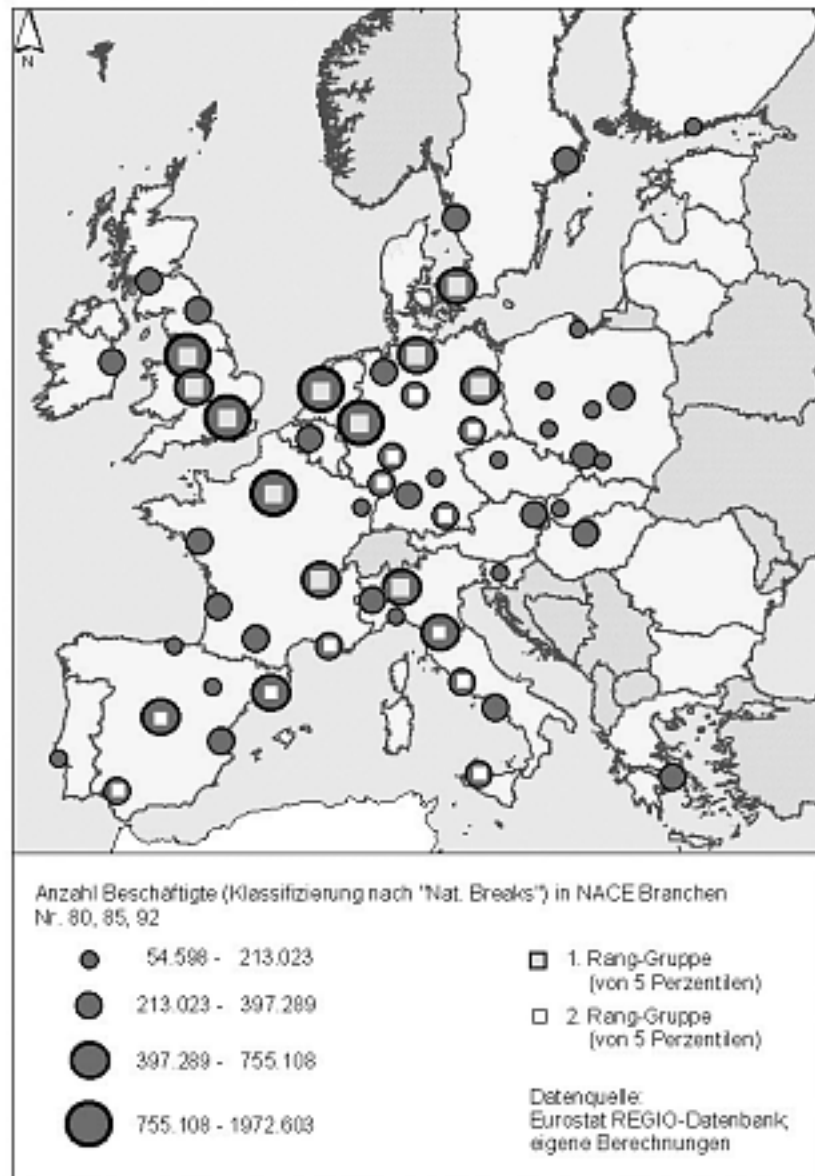 N
Anzahl Beschäftigte (Klassifizierung nach "Nat. Breaks") in NACE Branchen
Nr. 80, 85, 92
54.598 - 213.023
213.023 - 397.289
397.289 - 755.108
755.108 - 1972.603
1. Rang-Gruppe
(von 5 Perzentilen)
2. Rang-Gruppe
(von 5 Perzentilen)
Datenquelle:
Eurostat REGIO-Datenbank;
eigene Berechnungen